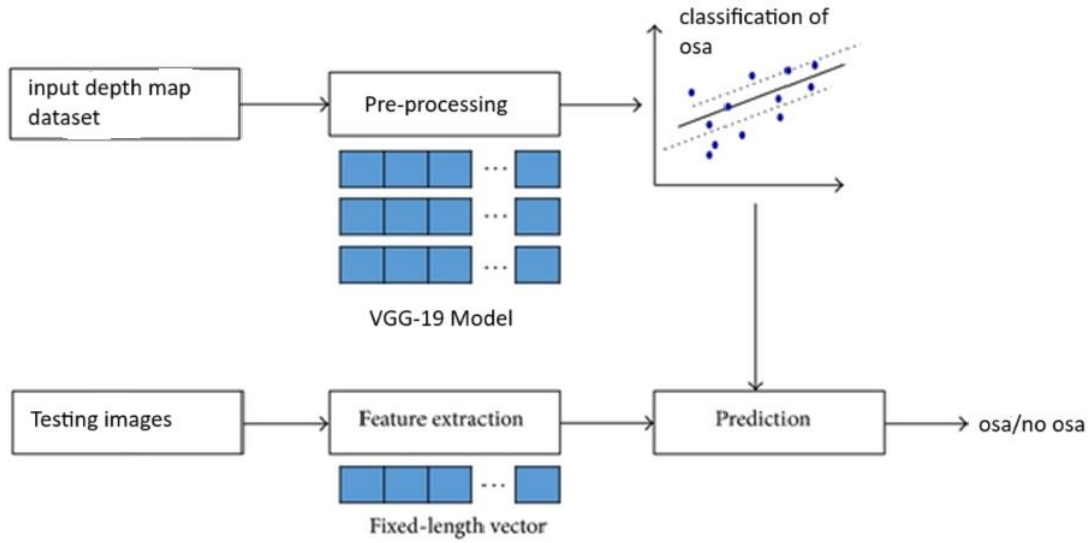 classification of
osa
input depth map
dataset
Pre-processing
...
...
...
VGG-19 Model
Testing images
Feature extraction
Prediction
osa/no osa
...
Fixed-length vector